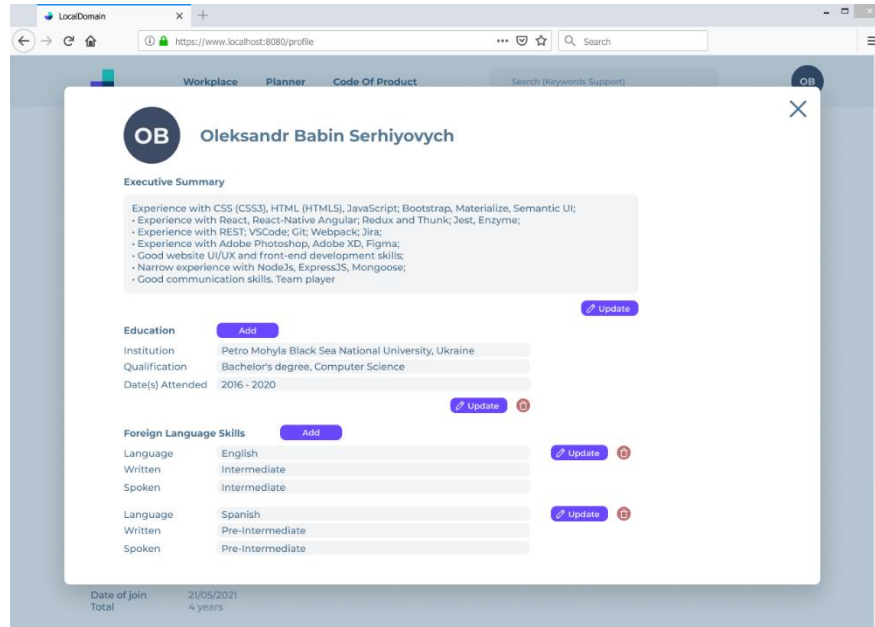 LocalDomain
https://www.localhost:8080/profile
Search
Workplace Planner Code Of Product Search (Keywords Support) OB
OB Oleksandr Babin Serhiyovych
Executive Summary
Experience with CSS (CSS3), HTML (HTML5), JavaScript; Bootstrap, Materialize, Semantic UI;
• Experience with React, React-Native Angular; Redux and Thunk; Jest, Enzyme;
• Experience with REST; VSCode; Git; Webpack; Jira;
• Experience with Adobe Photoshop, Adobe XD, Figma;
• Good website UI/UX and front-end development skills;
• Narrow experience with NodeJs, ExpressJS, Mongoose;
• Good communication skills. Team player
Update
Education Add
Institution Petro Mohyla Black Sea National University, Ukraine
Qualification Bachelor's degree, Computer Science
Date(s) Attended 2016 - 2020
Update
Foreign Language Skills Add
Language English Update
Written Intermediate
Spoken Intermediate
Language Spanish Update
Written Pre-Intermediate
Spoken Pre-Intermediate
Date of join 21/05/2021
Total 4 years